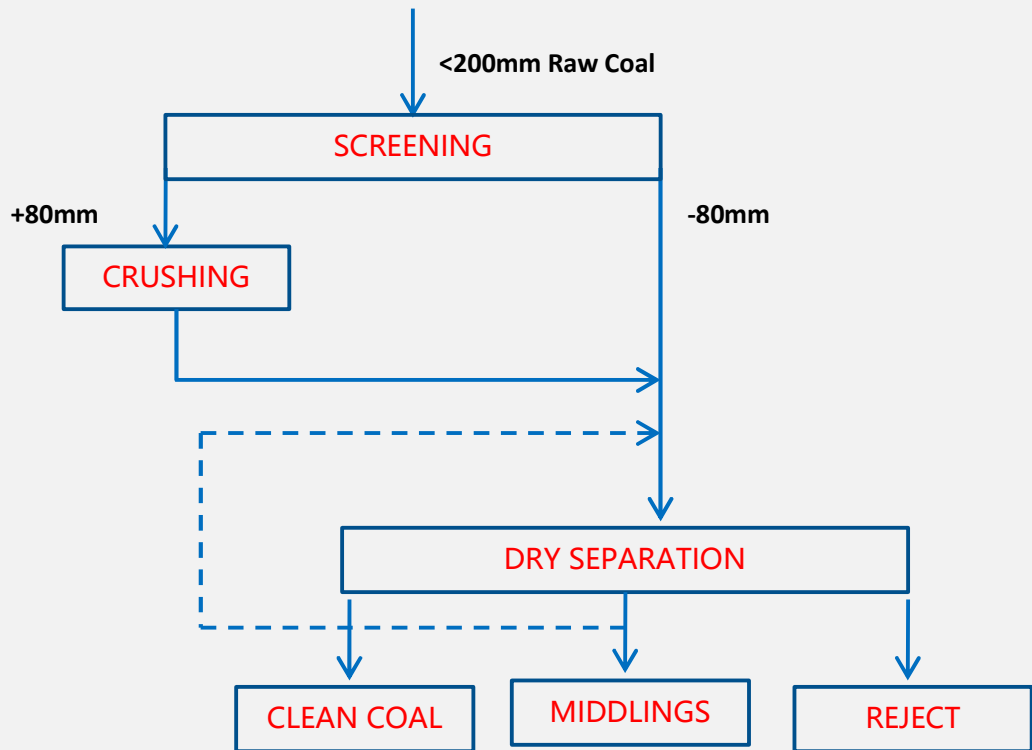 <200mm Raw Coal
SCREENING
+80mm
-80mm
CRUSHING
DRY SEPARATION
CLEAN COAL
MIDDLINGS
REJECT